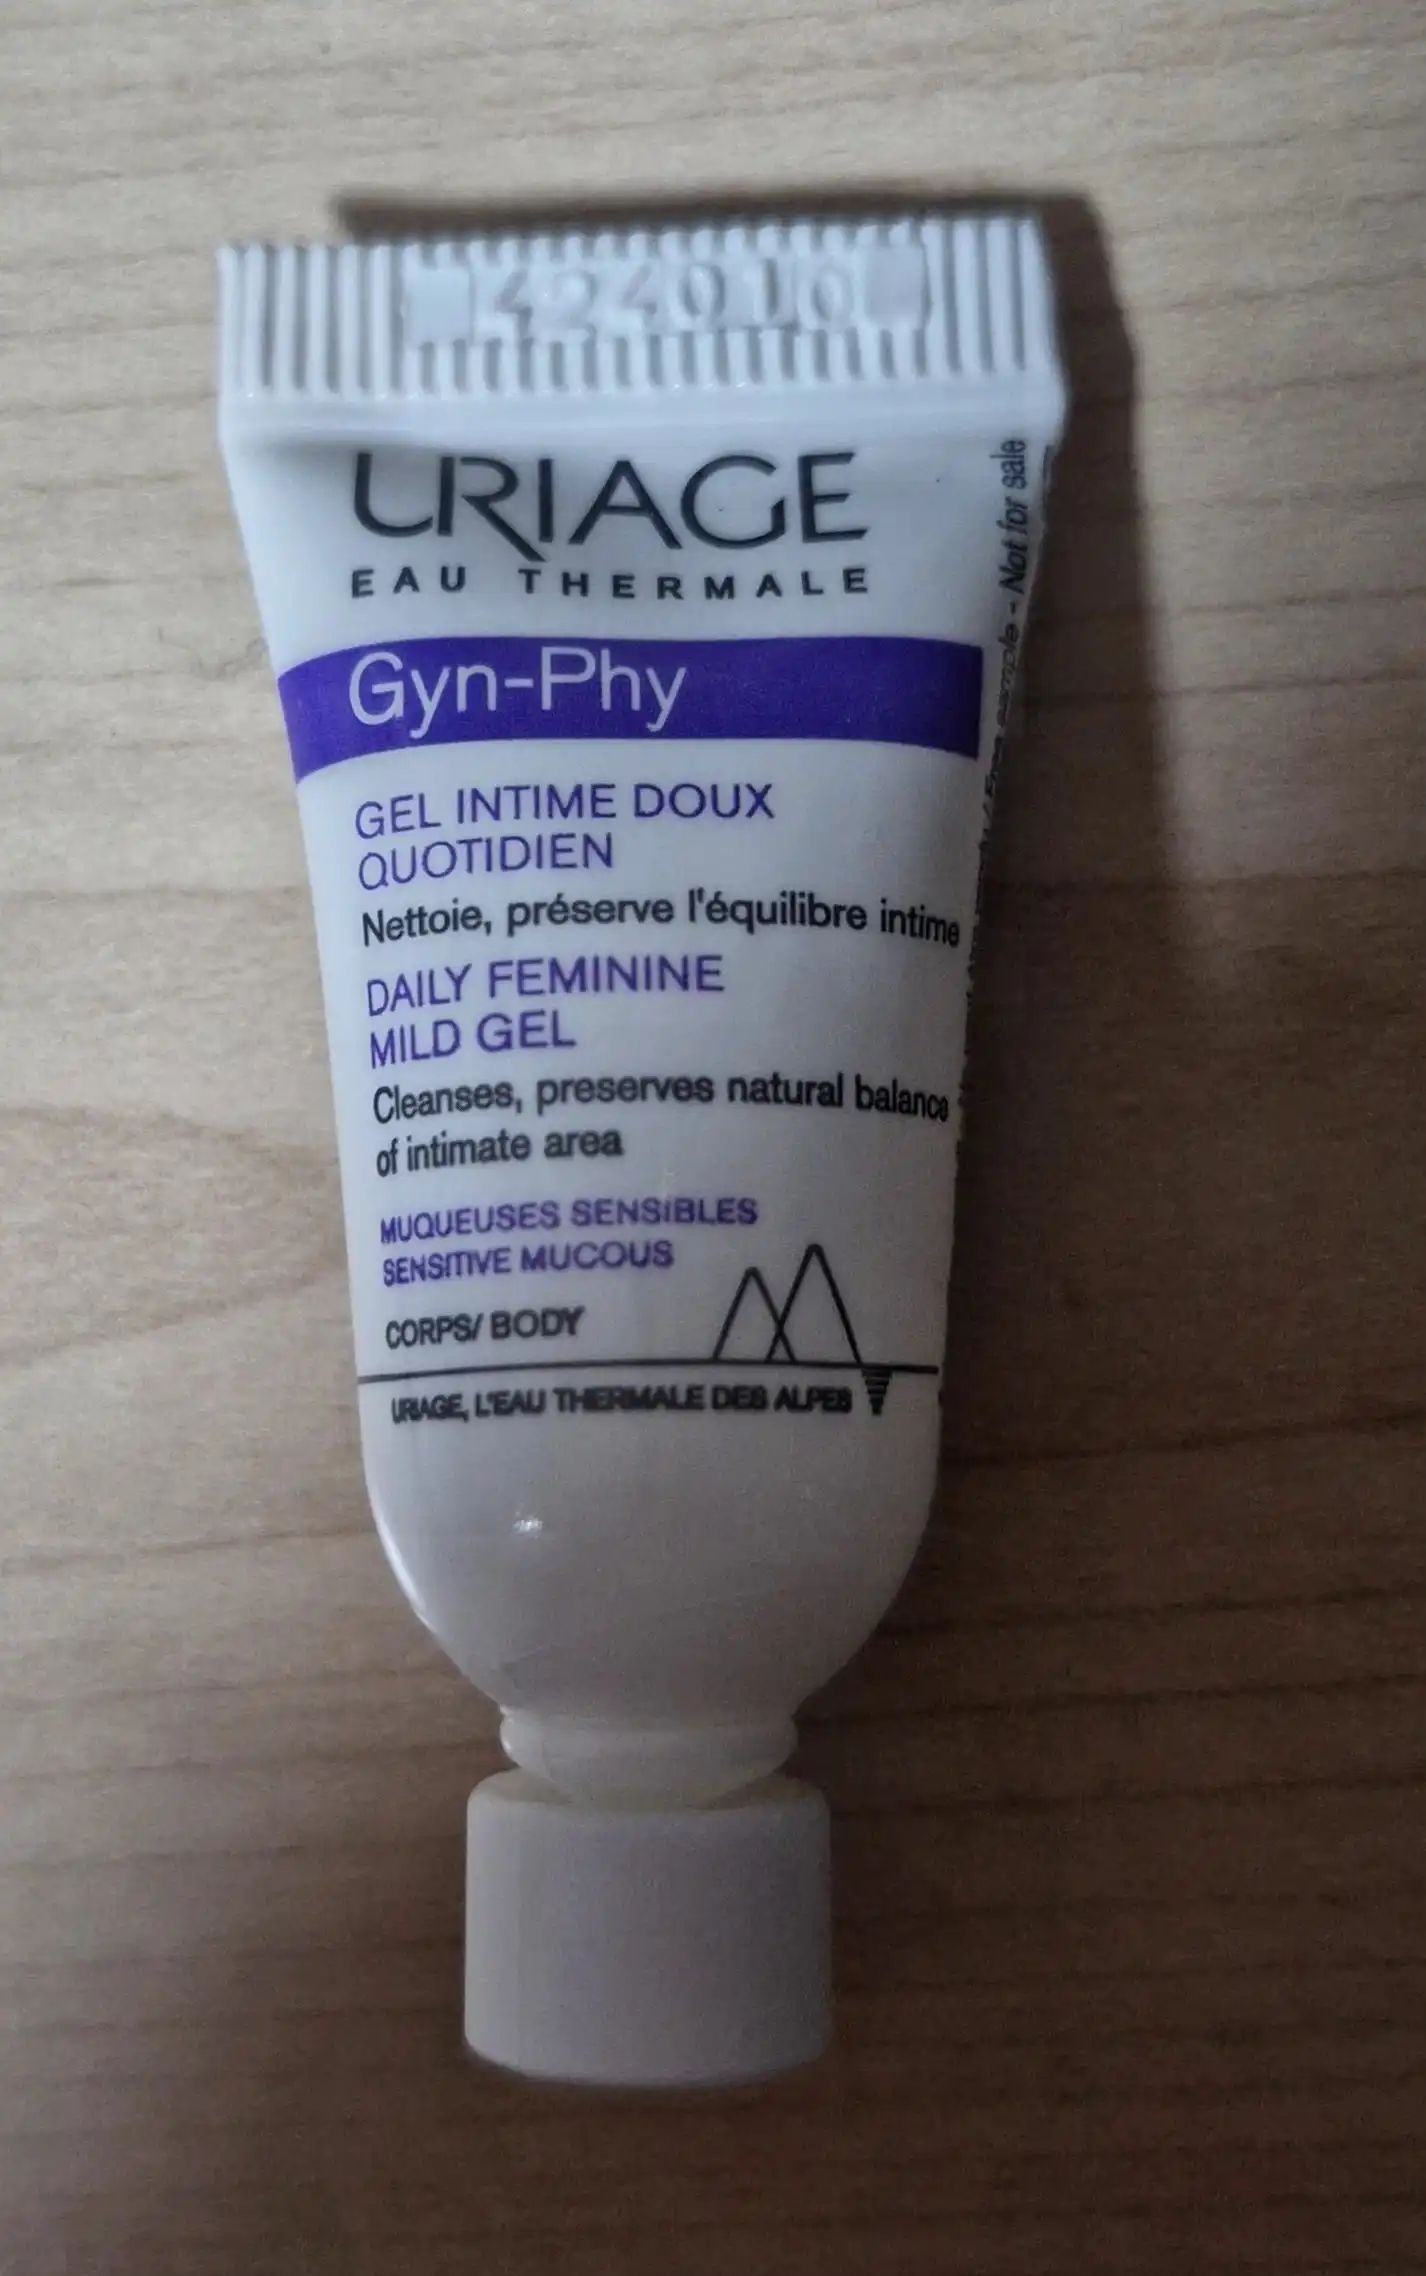 URIAGE
EAU THERMALE
Gyn-Phy
GEL INTIME DOUX
QUOTIDIEN
Nettoie, préserve l'équilibre intime
DAILY FEMININE
MILD GEL
Cleanses, preserves natural balance
of intimate area
MUQUEUSES SENSIBLES
SENSITIVE MUCOUS
CORPS/ BODY
URIAGE, L'EAU THERMALE DES ALPES
Free sample - Not for sale